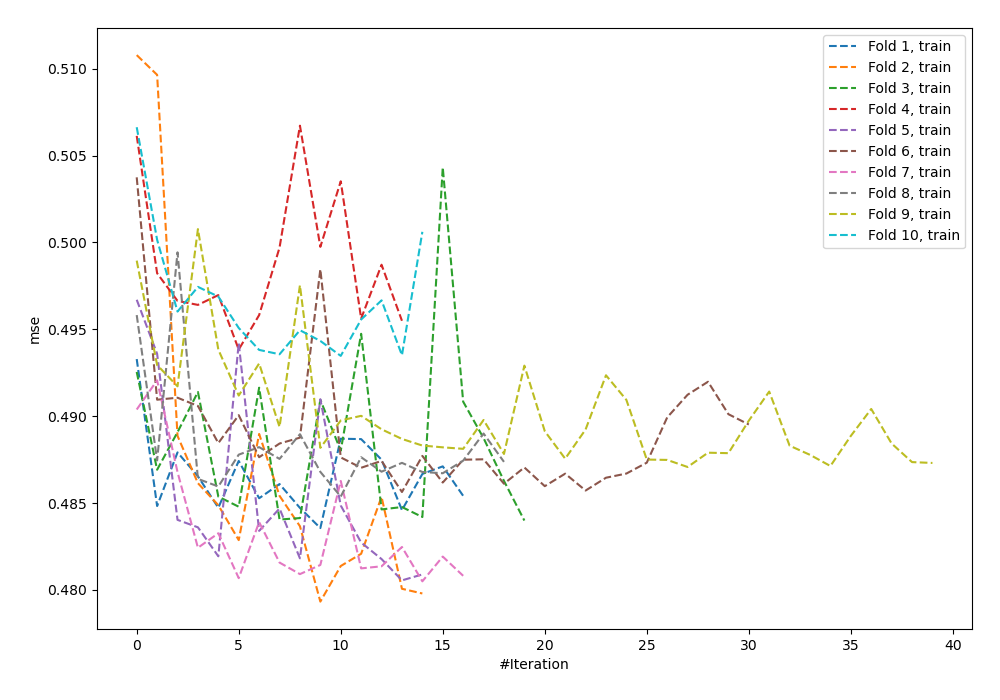 0.510
0.505
0.500
0.495
0.490
0.485
0.480
mse
0
5
10
15
20
25
30
35
40
#Iteration
Fold 1, train
Fold 2, train
Fold 3, train
Fold 4, train
Fold 5, train
Fold 6, train
Fold 7, train
Fold 8, train
Fold 9, train
Fold 10, train